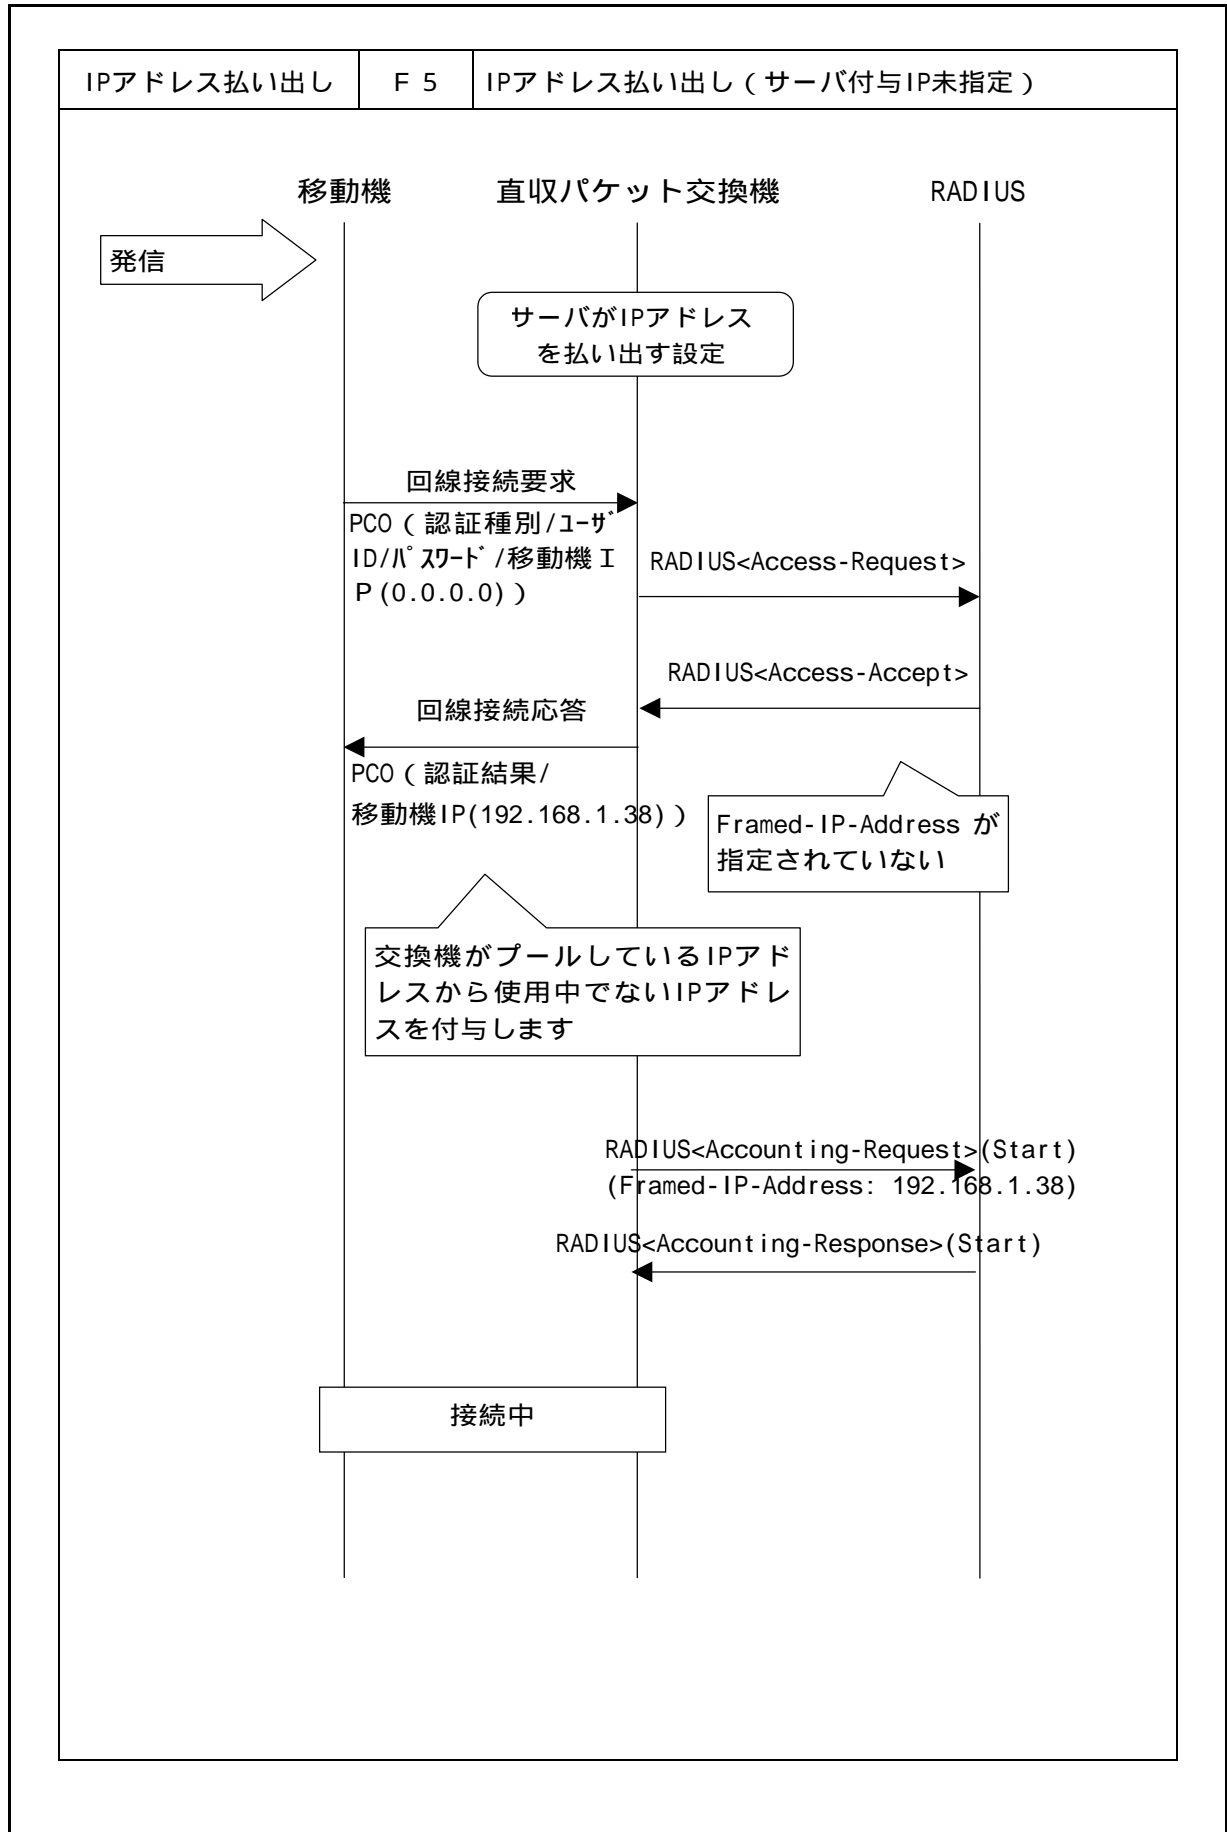 IPアドレス払い出し
F 5
IPアドレス払い出し（サーバ付与IP未指定）
移動機
直収パケット交換機
RADIUS
発信
サーバがIPアドレス
を払い出す設定
回線接続要求
PCO（認証種別/ﾕｰｻﾞ
ID/ﾊﾟｽﾜｰﾄﾞ/移動機Ｉ
Ｐ(0.0.0.0)）
RADIUS<Access-Request>
RADIUS<Access-Accept>
回線接続応答
PCO（認証結果/
移動機IP(192.168.1.38)）
Framed-IP-Address が
指定されていない
交換機がプールしているIPアド
レスから使用中でないIPアドレ
スを付与します
RADIUS<Accounting-Request>(Start)
(Framed-IP-Address: 192.168.1.38)
RADIUS<Accounting-Response>(Start)
接続中